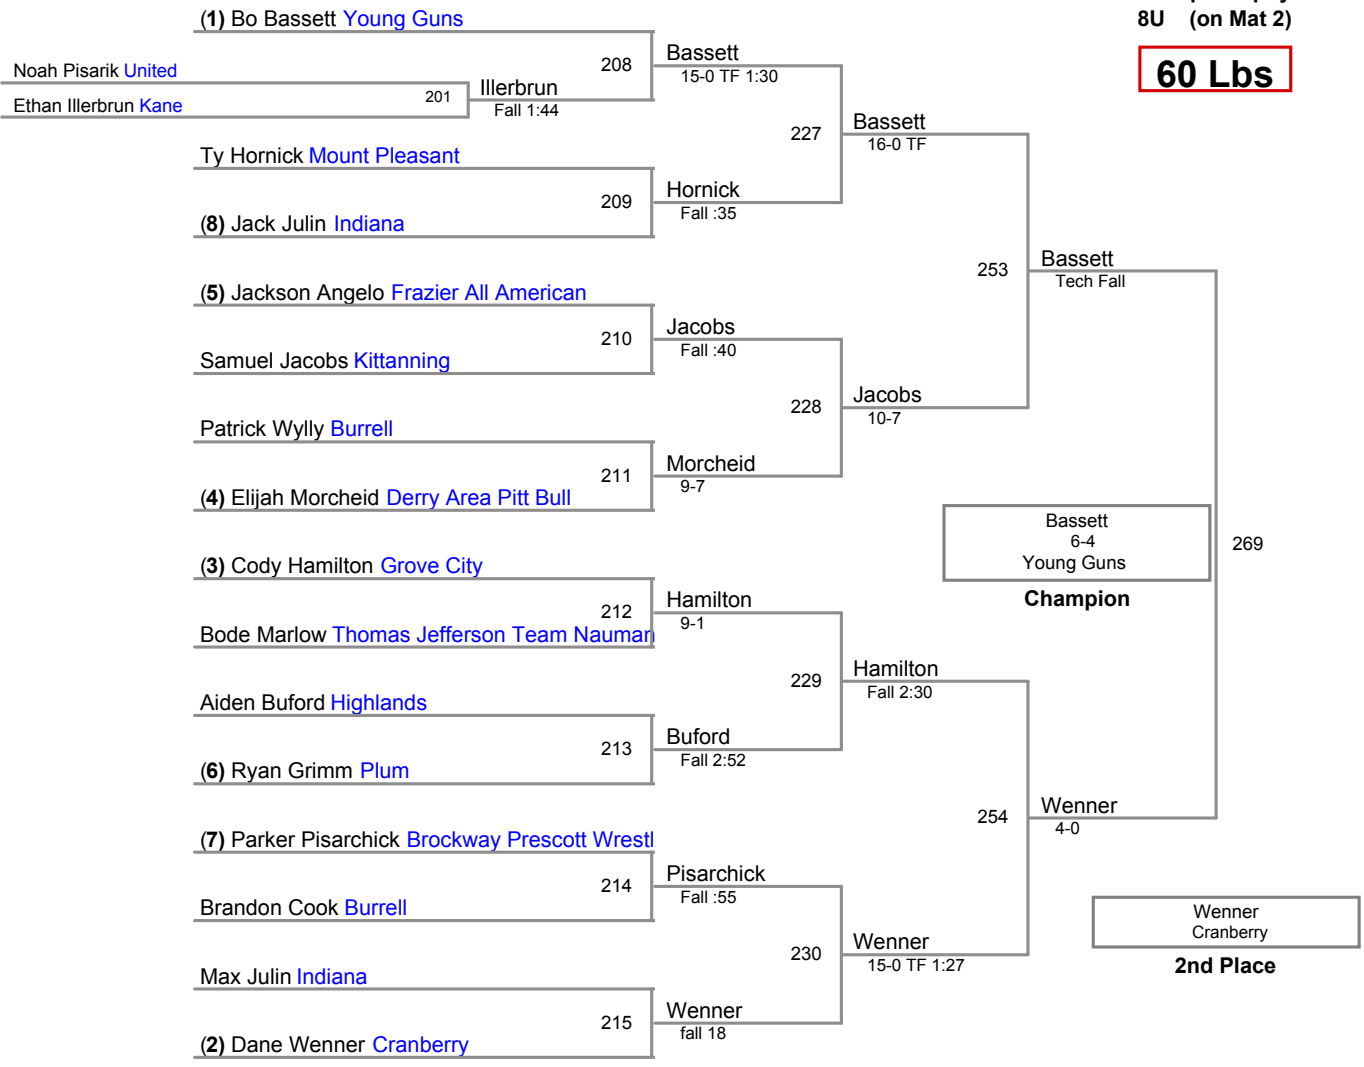 8U (on Mat 2)
60 Lbs
(1) Bo Bassett Young Guns
Noah Pisarik United
Ethan Illerbrun Kane
201
Illerbrun
Fall 1:44
208
Bassett
15-0 TF 1:30
Ty Hornick Mount Pleasant
(8) Jack Julin Indiana
209
Hornick
Fall :35
227
Bassett
16-0 TF
(5) Jackson Angelo Frazier All American
Samuel Jacobs Kittanning
210
Jacobs
Fall :40
Patrick Wylly Burrell
(4) Elijah Morcheid Derry Area Pitt Bull
211
Morcheid
9-7
228
Jacobs
10-7
253
Bassett
Tech Fall
(3) Cody Hamilton Grove City
Bode Marlow Thomas Jefferson Team Nauman
212
Hamilton
9-1
Aiden Buford Highlands
(6) Ryan Grimm Plum
213
Buford
Fall 2:52
229
Hamilton
Fall 2:30
(7) Parker Pisarchick Brockway Prescott Wrestl
Brandon Cook Burrell
214
Pisarchick
Fall :55
Max Julin Indiana
(2) Dane Wenner Cranberry
215
Wenner
fall 18
230
Wenner
15-0 TF 1:27
254
Wenner
4-0
269
Bassett
6-4
Young Guns
Champion
Wenner
Cranberry
2nd Place